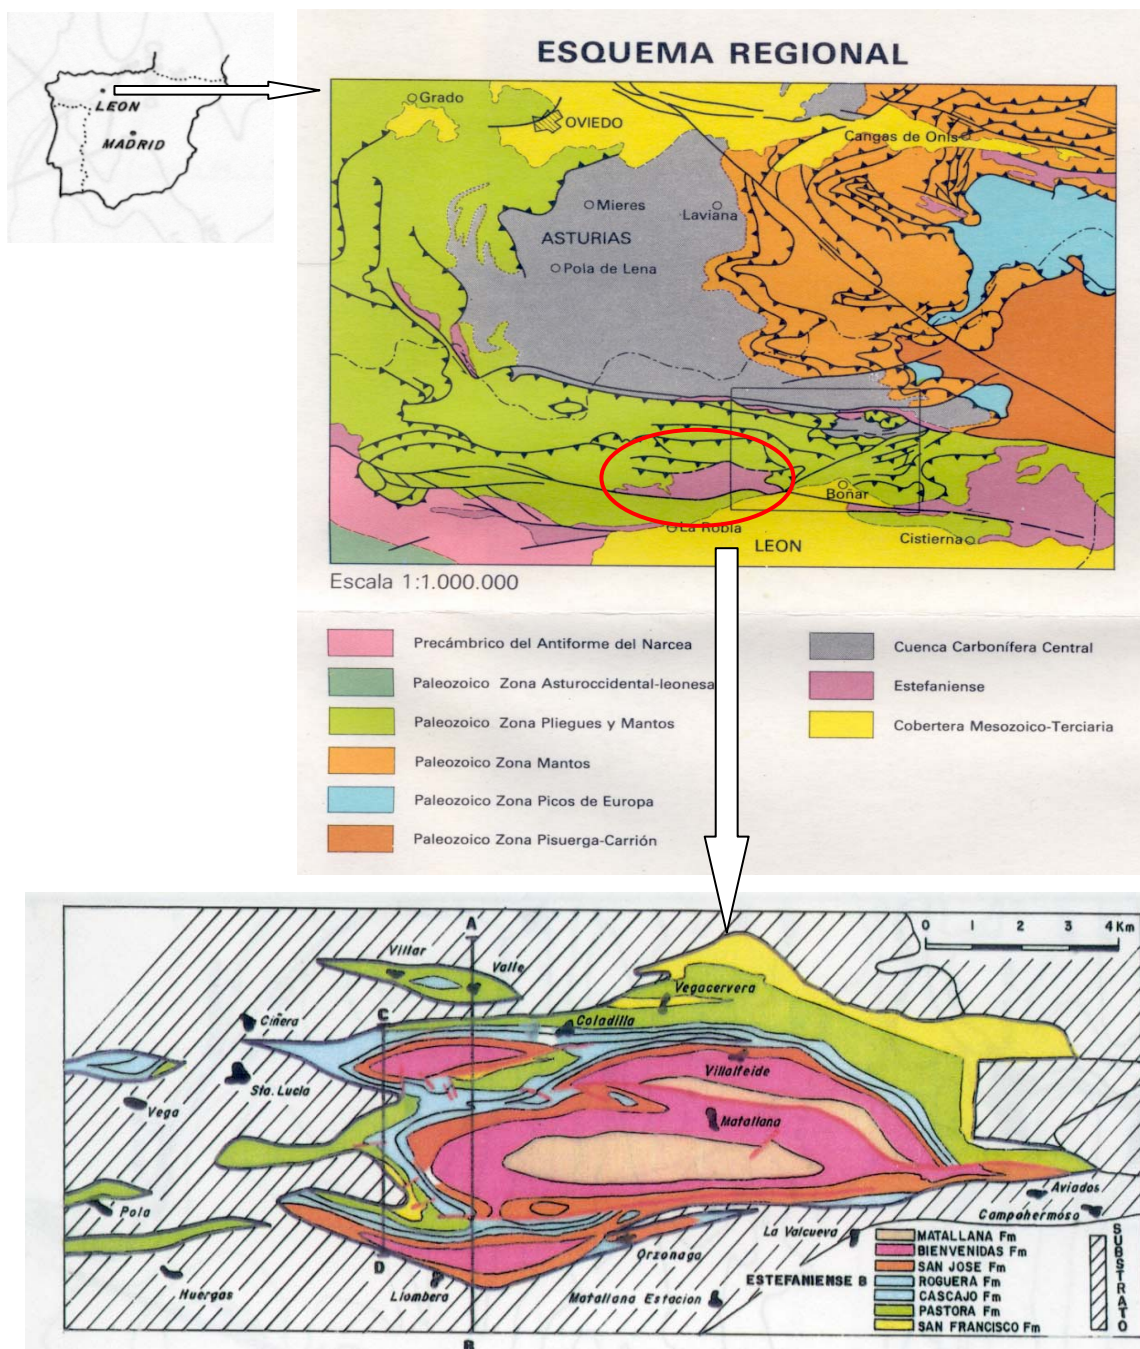 LEON
MADRID
ESQUEMA REGIONAL
Grado
OVIEDO
Cangas de Onís
Mieres
Laviana
ASTURIAS
Pola de Lena
Boñar
La Robla
LEON
Cistierna
Escala 1:1.000.000
Precámbrico del Antiforme del Narcea
Paleozoico Zona Asturoccidental-leonesa
Paleozoico Zona Pliegues y Mantos
Paleozoico Zona Mantos
Paleozoico Zona Picos de Europa
Paleozoico Zona Pisuerga-Carrión
Cuenca Carbonífera Central
Estefaniense
Cobertera Mesozoico-Terciaria
A
0 1 2 3 4 Km
Villar
Valle
Vegacervera
C
Ciñera
Coladilla
Villalfeide
Sta. Lucia
Vega
Matallana
Pola
Aviados
Campohermoso
La Valcueva
Orzonaga
D
Huergas
Llombera
Matallana Estacion
B
ESTEFANIENSE B
MATALLANA Fm
BIENVENIDAS Fm
SAN JOSE Fm
ROGUERA Fm
CASCAJO Fm
PASTORA Fm
SAN FRANCISCO Fm
SUBSTRATO